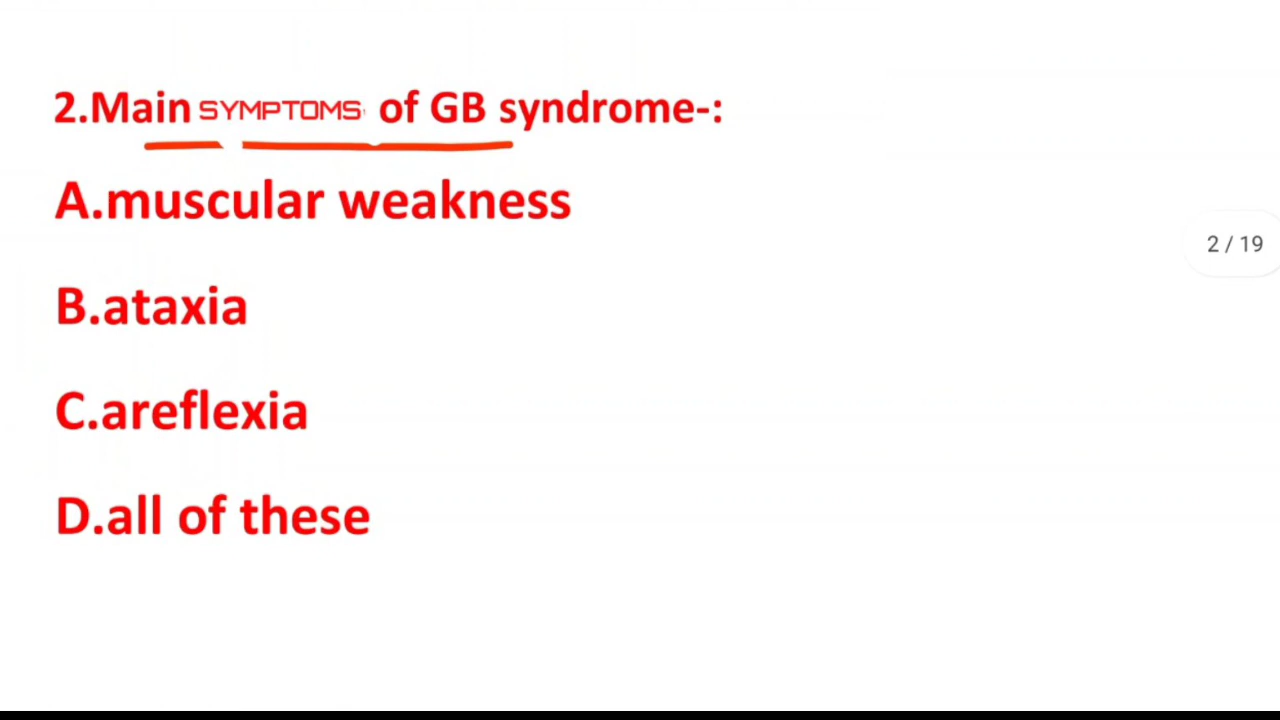 2.Main SYMPTOMS of GB syndrome-:
A.muscular weakness
2 / 19
B.ataxia
C.areflexia
D.all of these